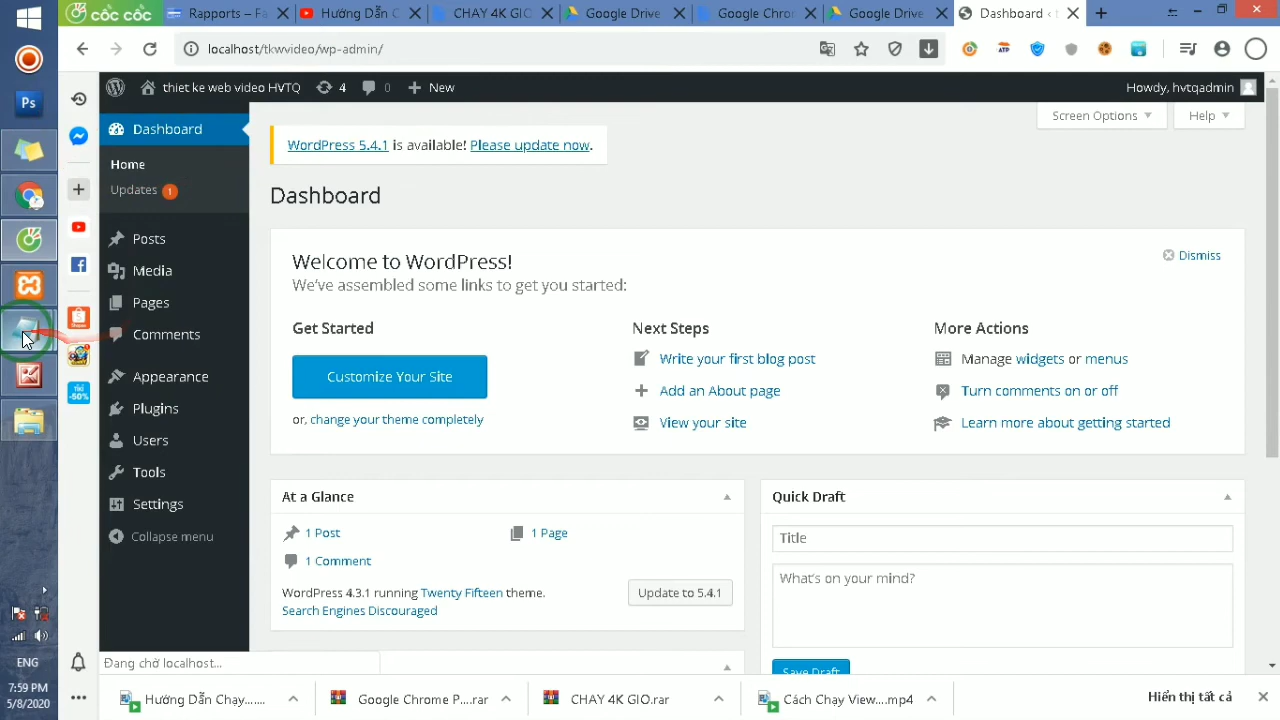 cốc cốc
Rapports – Fa
Hướng Dẫn C
CHAY 4K GIO
Google Drive
Google Chro
Google Drive
Dashboard ‹ t
localhost/tkwvideo/wp-admin/
ATP
Ps
thiet ke web video HVTQ
4
0
New
Howdy, hvtqadmin
Dashboard
Screen Options
Help
Home
WordPress 5.4.1 is available! Please update now.
Updates 1
Dashboard
Posts
Media
Pages
Comments
Appearance
Plugins
Users
Tools
Settings
Collapse menu
Welcome to WordPress!
Dismiss
We've assembled some links to get you started:
Get Started
Next Steps
More Actions
Customize Your Site
Write your first blog post
Manage widgets or menus
Add an About page
Turn comments on or off
or, change your theme completely
View your site
Learn more about getting started
-50%
At a Glance
Quick Draft
1 Post
1 Page
Title
1 Comment
What's on your mind?
WordPress 4.3.1 running Twenty Fifteen theme.
Update to 5.4.1
Search Engines Discouraged
Save Draft
Đang chờ localhost...
ENG
7:59 PM
5/8/2020
Hướng Dẫn Chạy......
Google Chrome P....rar
CHAY 4K GIO.rar
Cách Chạy View....mp4
Hiển thị tất cả